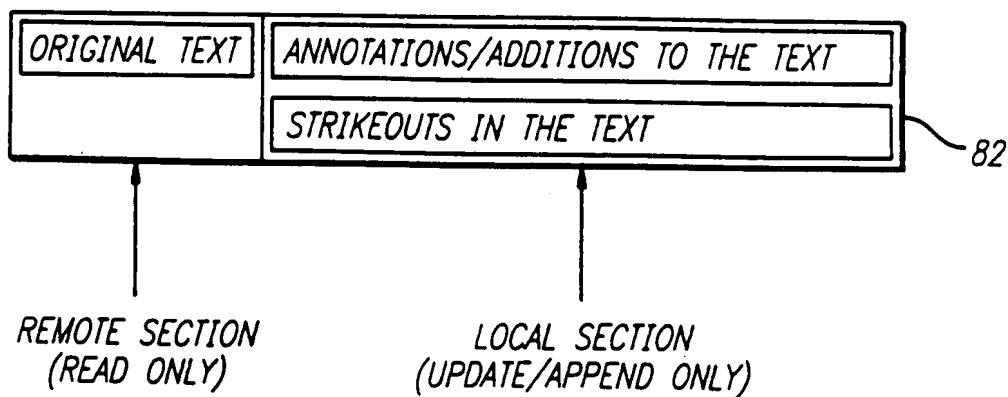 ORIGINAL TEXT
ANNOTATIONS/ADDITIONS TO THE TEXT
STRIKEOUTS IN THE TEXT
82
REMOTE SECTION
(READ ONLY)
LOCAL SECTION
(UPDATE/APPEND ONLY)